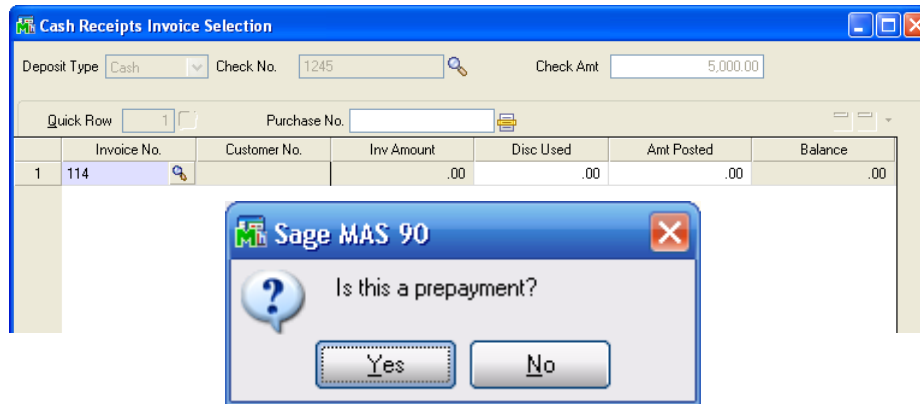 Cash Receipts Invoice Selection
Deposit Type Cash Check No. 1245 Check Amt 5,000.00
Quick Row 1 Purchase No.
Invoice No. Customer No. Inv Amount Disc Used Amt Posted Balance
1 114 .00 .00 .00 .00
Sage MAS 90
Is this a prepayment?
Yes No